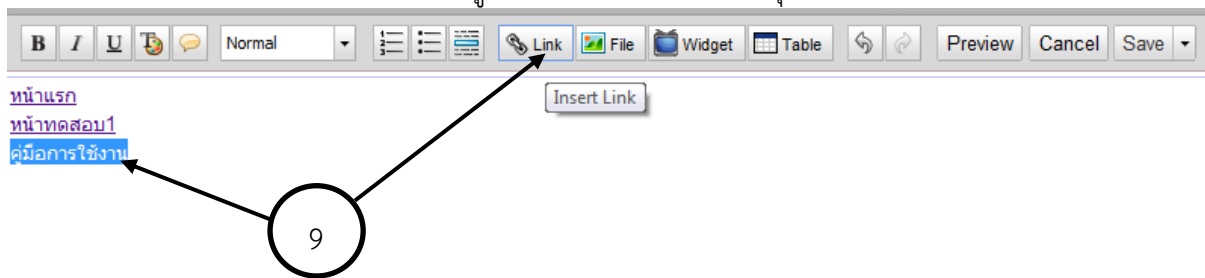 B I U Normal Link File Widget Table Preview Cancel Save
Insert Link
หน้าแรก
หน้าทดสอบ1
คู่มือการใช้งาน
9